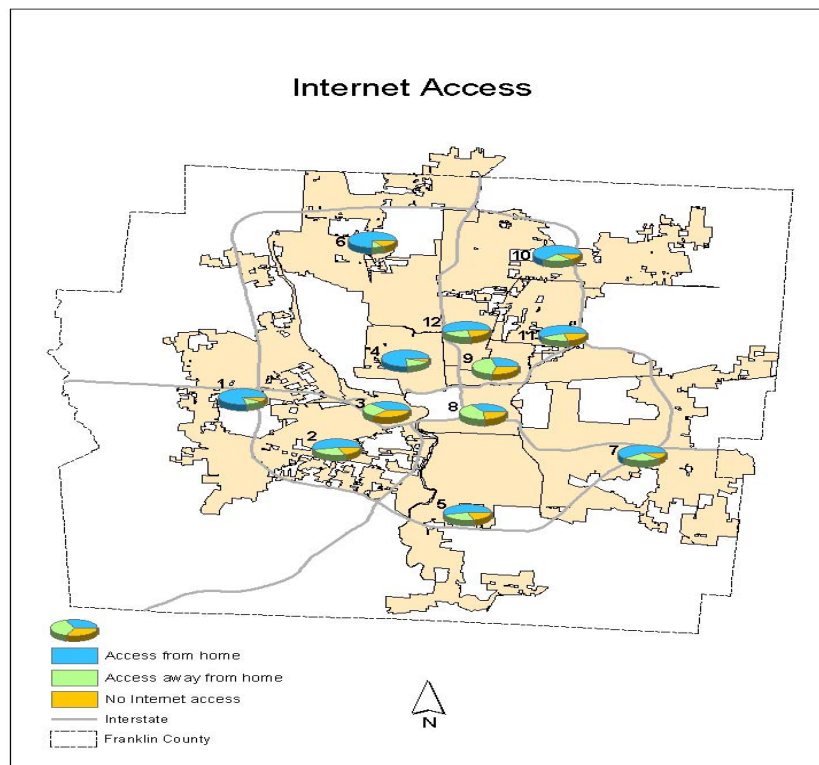 Internet Access
6
10
12
11
4
9
1
3
8
2
7
5
Access from home
Access away from home
No Internet access
Interstate
Franklin County
N